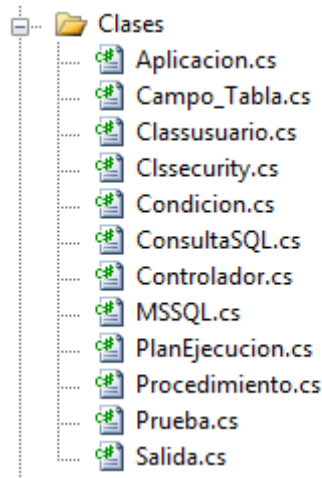 Clases
Aplicacion.cs
Campo_Tabla.cs
Classusuario.cs
Clssecurity.cs
Condicion.cs
ConsultaSQL.cs
Controlador.cs
MSSQL.cs
PlanEjecucion.cs
Procedimiento.cs
Prueba.cs
Salida.cs